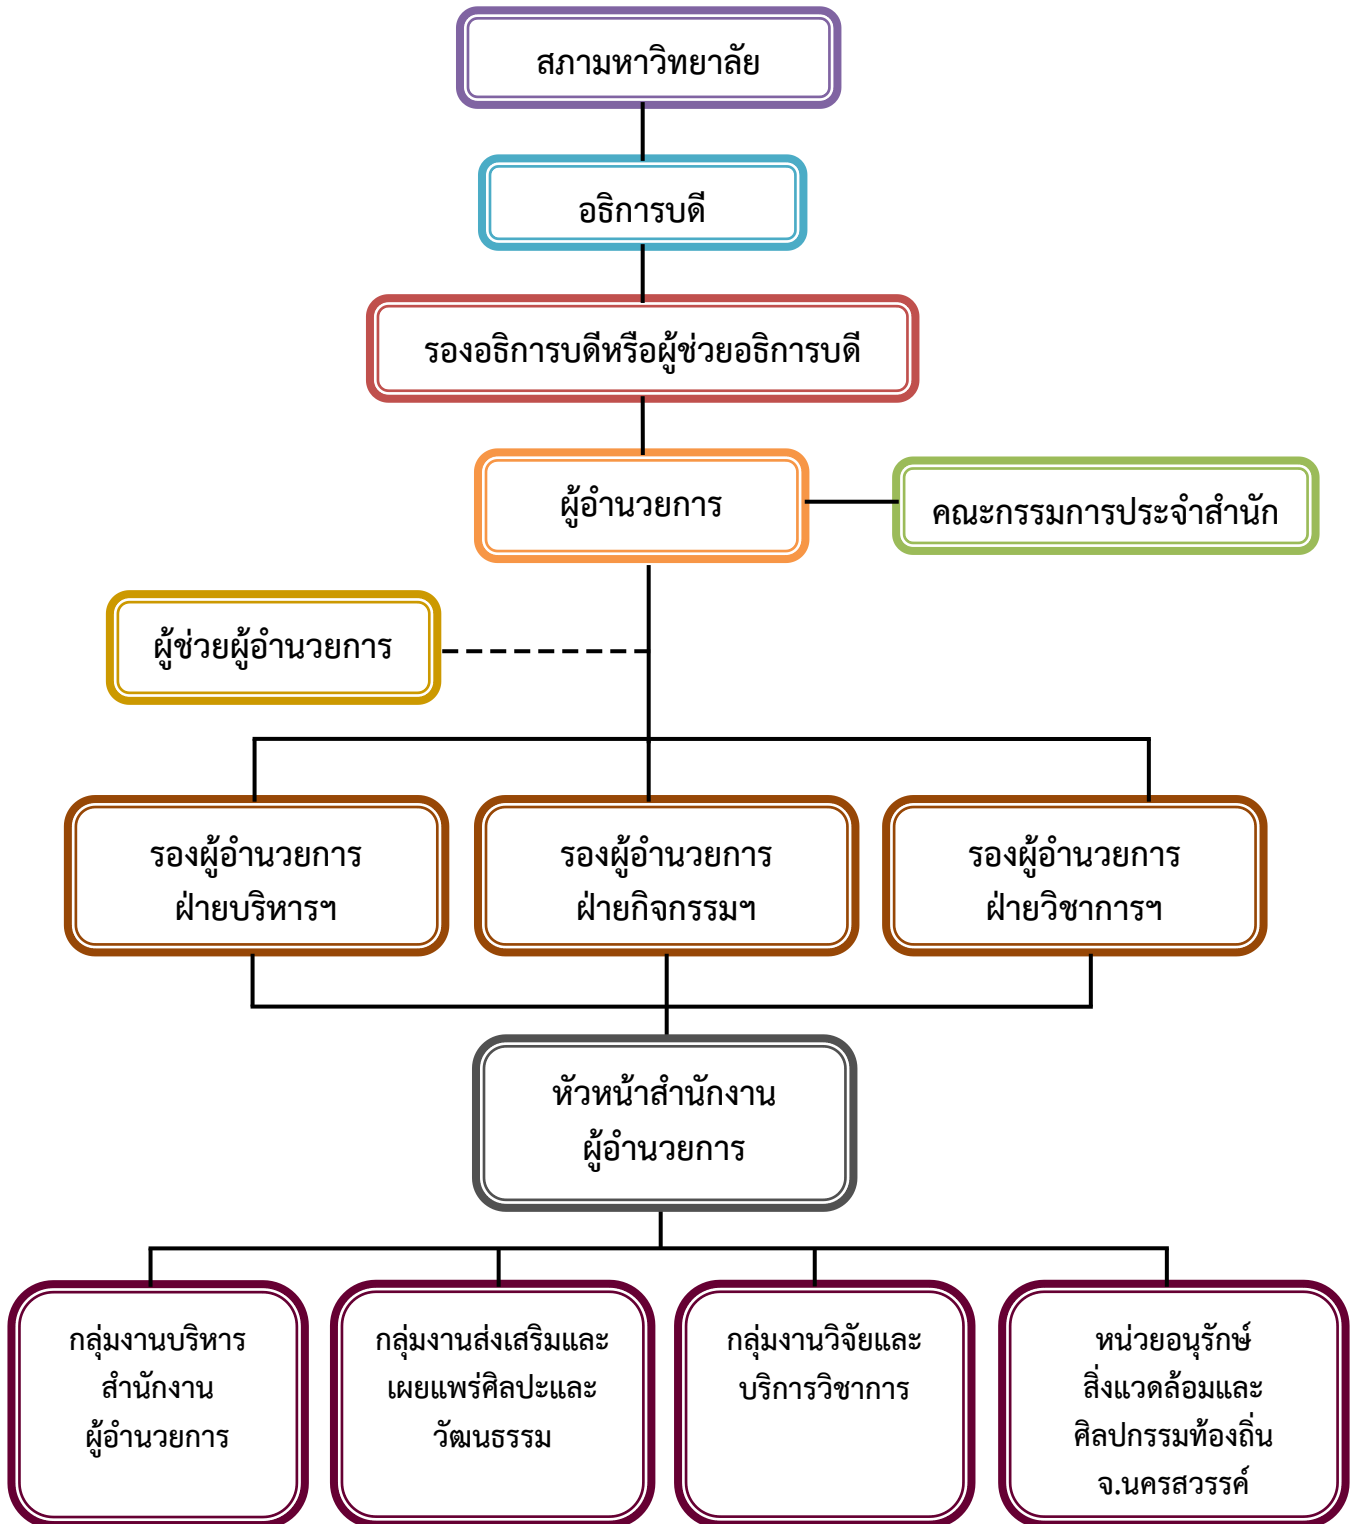 สภามหาวิทยาลัย
อธิการบดี
รองอธิการบดีหรือผู้ช่วยอธิการบดี
ผู้อำนวยการ
คณะกรรมการประจำสำนัก
ผู้ช่วยผู้อำนวยการ
รองผู้อำนวยการ
ฝ่ายบริหารฯ
รองผู้อำนวยการ
ฝ่ายกิจกรรมฯ
รองผู้อำนวยการ
ฝ่ายวิชาการฯ
หัวหน้าสำนักงาน
ผู้อำนวยการ
กลุ่มงานบริหาร
สำนักงาน
ผู้อำนวยการ
กลุ่มงานส่งเสริมและ
เผยแพร่ศิลปะและ
วัฒนธรรม
กลุ่มงานวิจัยและ
บริการวิชาการ
หน่วยอนุรักษ์
สิ่งแวดล้อมและ
ศิลปกรรมท้องถิ่น
จ.นครสวรรค์